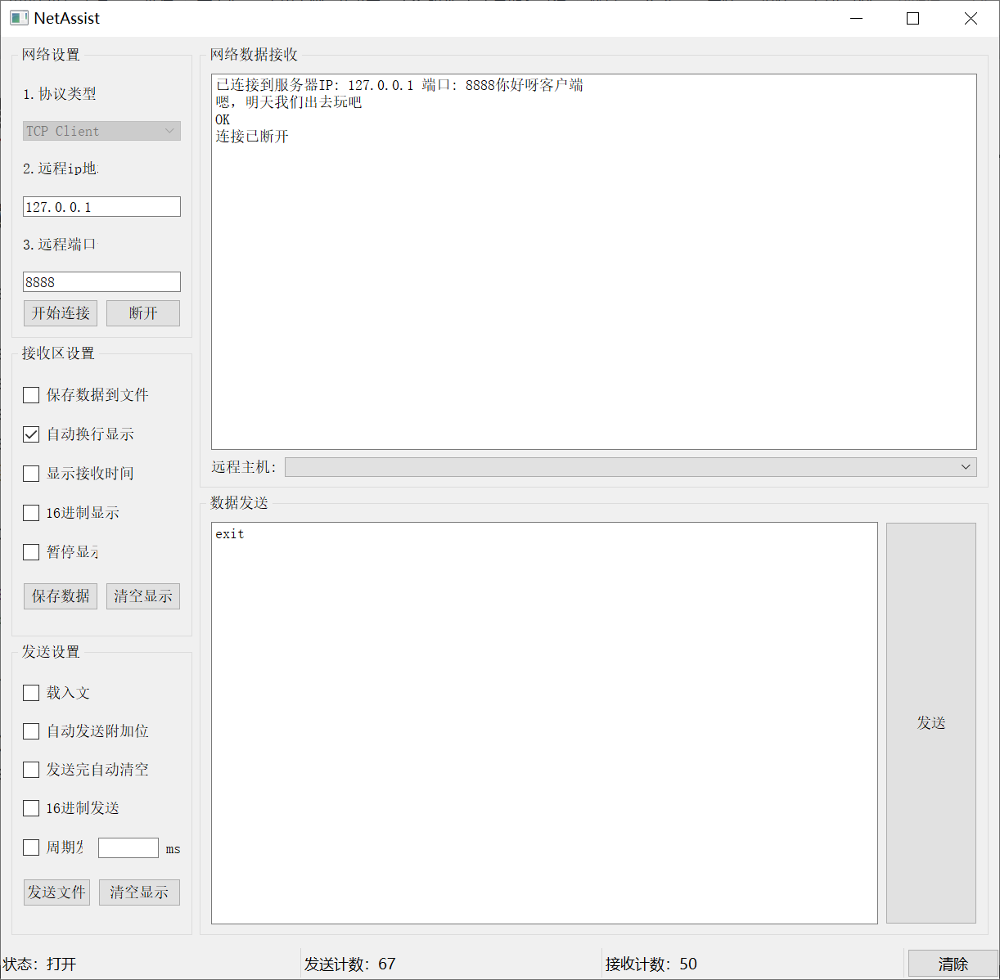 NetAssist
网络设置
1.协议类型
TCP Client
2.远程ip地
127.0.0.1
3.远程端口
8888
开始连接 断开
接收区设置
保存数据到文件
自动换行显示
显示接收时间
16进制显示
暂停显示
保存数据 清空显示
发送设置
载入文
自动发送附加位
发送完自动清空
16进制发送
周期发 ms
发送文件 清空显示
网络数据接收
已连接到服务器IP: 127.0.0.1 端口: 8888你好呀客户端
嗯，明天我们出去玩吧
OK
连接已断开
远程主机：
数据发送
exit
发送
状态：打开 发送计数：67 接收计数：50 清除